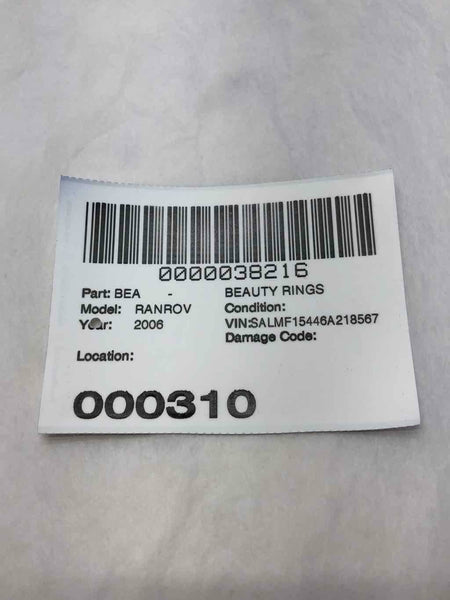 0000038216
Part: BEA - BEAUTY RINGS
Model: RANROV Condition:
Year: 2006 VIN:SALMF15446A218567
Damage Code:
Location:
000310